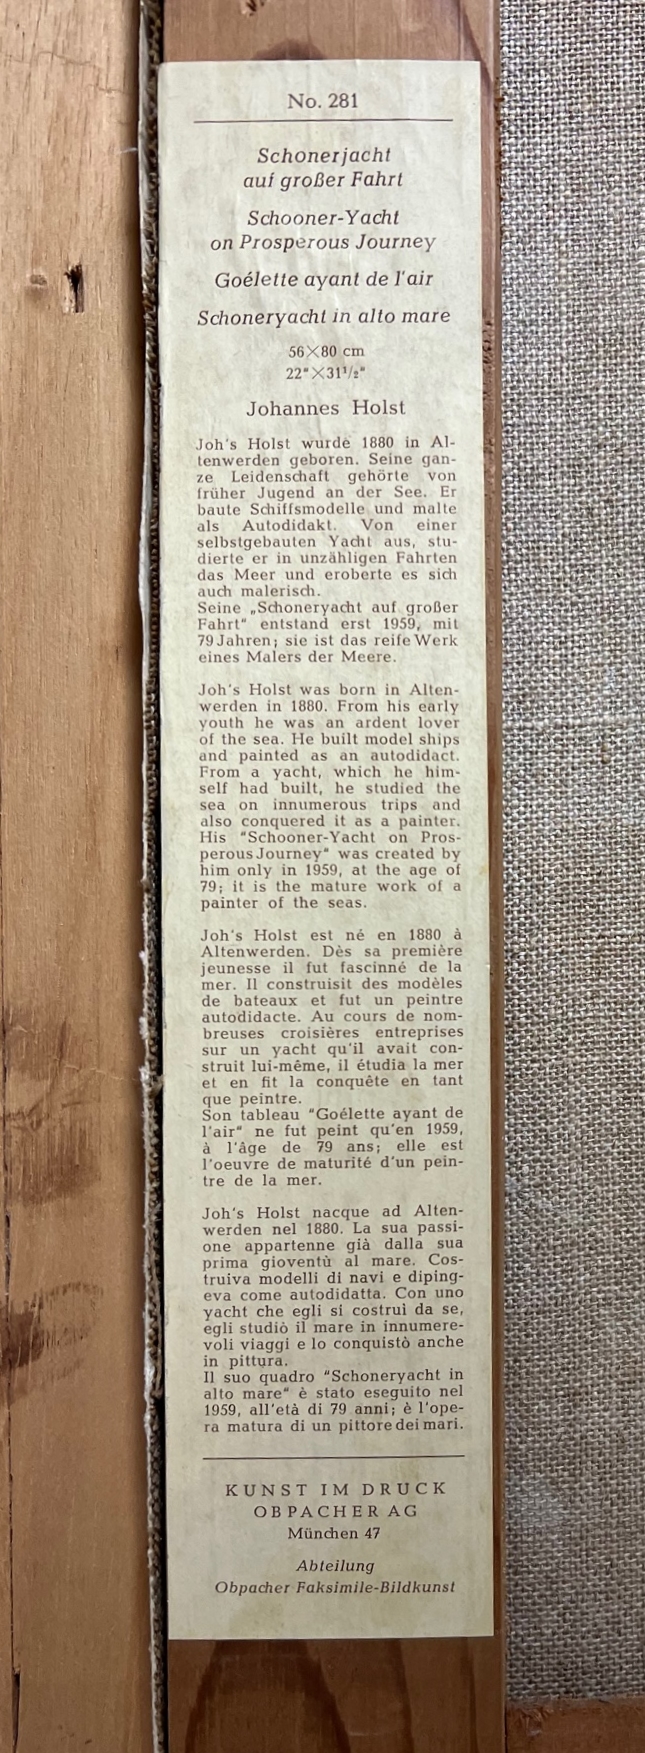 No. 281
Schonerjacht
auf großer Fahrt
Schooner-Yacht
on Prosperous Journey
Goélette ayant de l'air
Schoneryacht in alto mare
56×80 cm
22"×31¹/₂"
Johannes Holst
Joh's Holst wurde 1880 in Al-
tenwerden geboren. Seine gan-
ze Leidenschaft gehörte von
früher Jugend an der See. Er
baute Schiffsmodelle und malte
als Autodidakt. Von einer
selbstgebauten Yacht aus, stu-
dierte er in unzähligen Fahrten
das Meer und eroberte es sich
auch malerisch.
Seine „Schoneryacht auf großer
Fahrt" entstand erst 1959, mit
79 Jahren; sie ist das reife Werk
eines Malers der Meere.
Joh's Holst was born in Alten-
werden in 1880. From his early
youth he was an ardent lover
of the sea. He built model ships
and painted as an autodidact.
From a yacht, which he him-
self had built, he studied the
sea on innumerous trips and
also conquered it as a painter.
His "Schooner-Yacht on Pros-
perous Journey" was created by
him only in 1959, at the age of
79; it is the mature work of a
painter of the seas.
Joh's Holst est né en 1880 à
Altenwerden. Dès sa première
jeunesse il fut fascinné de la
mer. Il construisit des modèles
de bateaux et fut un peintre
autodidacte. Au cours de nom-
breuses croisières entreprises
sur un yacht qu'il avait con-
struit lui-même, il étudia la mer
et en fit la conquête en tant
que peintre.
Son tableau "Goélette ayant de
l'air" ne fut peint qu'en 1959,
à l'âge de 79 ans; elle est
l'oeuvre de maturité d'un pein-
tre de la mer.
Joh's Holst nacque ad Alten-
werden nel 1880. La sua passi-
one appartenne già dalla sua
prima gioventù al mare. Cos-
truiva modelli di navi e diping-
eva come autodidatta. Con uno
yacht che egli si costruì da se,
egli studiò il mare in innumere-
voli viaggi e lo conquistò anche
in pittura.
Il suo quadro "Schoneryacht in
alto mare" è stato eseguito nel
1959, all'età di 79 anni; è l'ope-
ra matura di un pittore dei mari.
KUNST IM DRUCK
OBPACHER AG
München 47
Abteilung
Obpacher Faksimile-Bildkunst